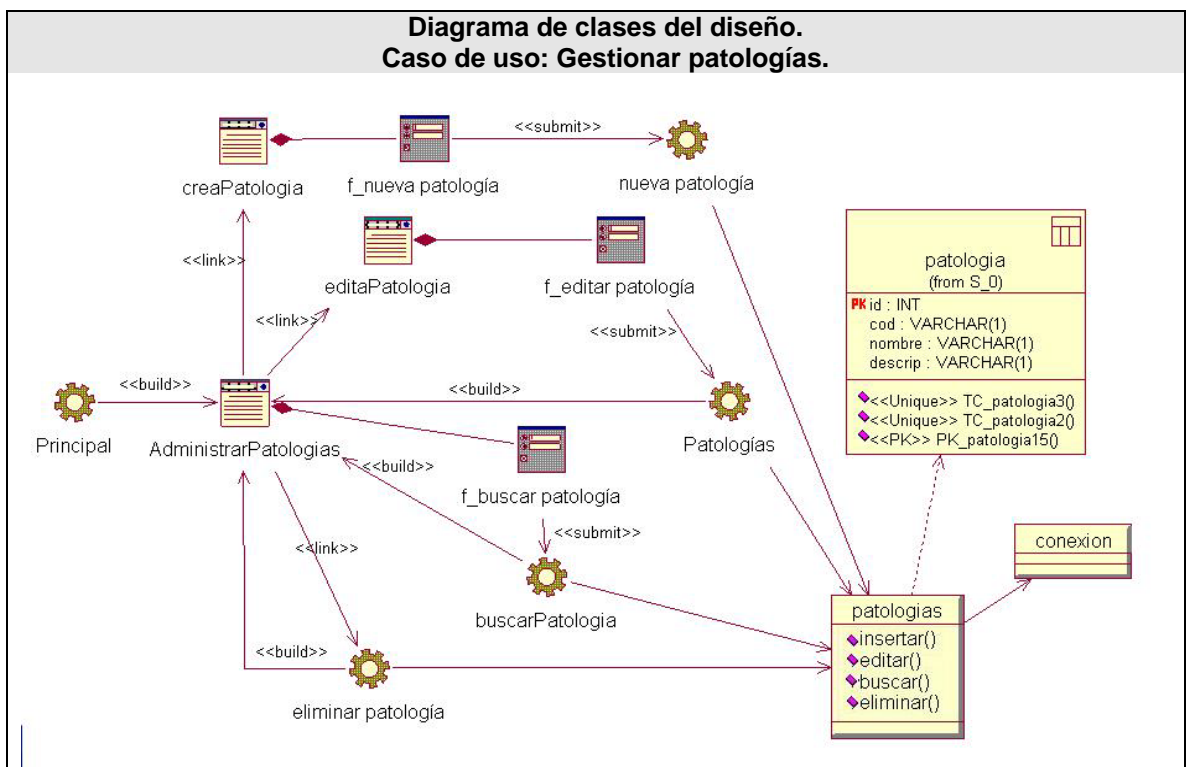 Diagrama de clases del diseño.
Caso de uso: Gestionar patologías.
<<submit>>
creaPatologia
f_nueva patología
nueva patología
<<link>>
editaPatologia
f_editar patología
patologia
(from S_0)
PK id : INT
cod : VARCHAR(1)
nombre : VARCHAR(1)
descrip : VARCHAR(1)
<<Unique>> TC_patologia3()
<<Unique>> TC_patologia2()
<<PK>> PK_patologia15()
<<link>>
<<submit>>
<<build>>
<<build>>
Principal
AdministrarPatologias
Patologías
<<build>>
f_buscar patología
<<submit>>
<<link>>
conexion
buscarPatologia
patologias
insertar()
editar()
buscar()
eliminar()
<<build>>
eliminar patología